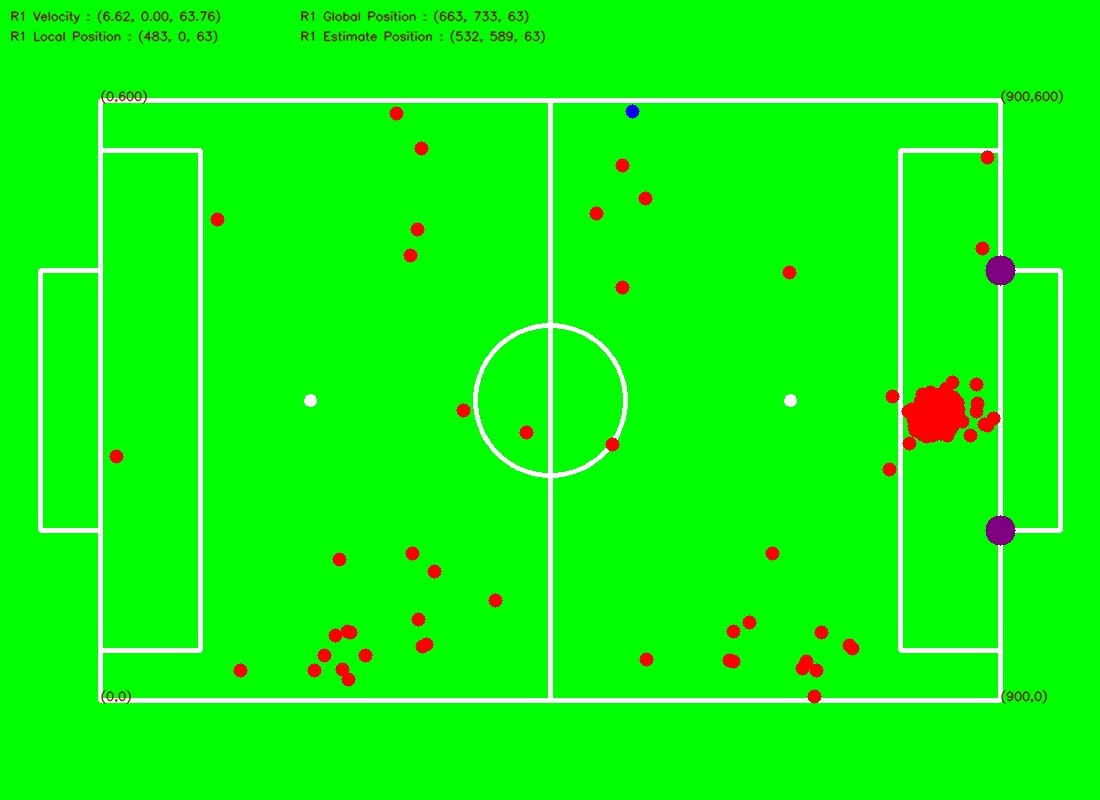 R1 Velocity : (6.62, 0.00, 63.76)
R1 Global Position : (663, 733, 63)
R1 Local Position : (483, 0, 63)
R1 Estimate Position : (532, 589, 63)
(0,600)
(900,600)
(0,0)
(900,0)